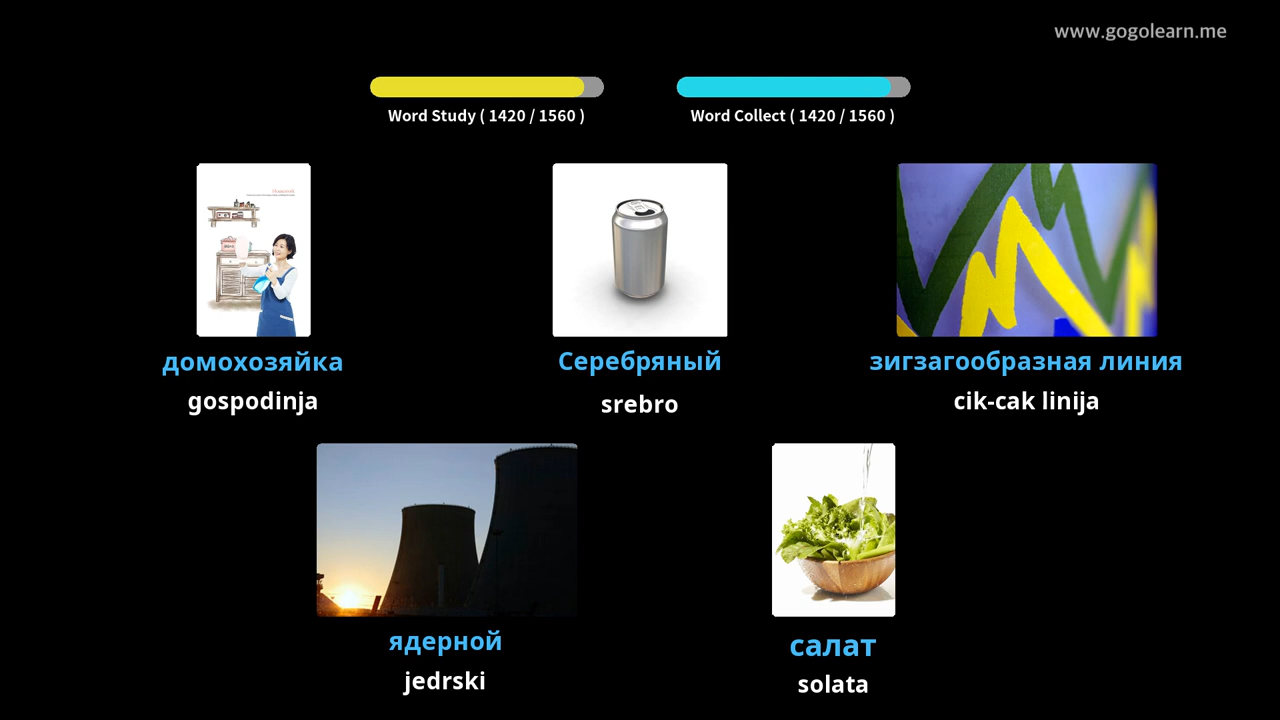 www.gogolearn.me
Word Study ( 1420 / 1560 )
Word Collect ( 1420 / 1560 )
домохозяйка
gospodinja
Серебряный
srebro
зигзагообразная линия
cik-cak linija
ядерной
jedrski
салат
solata